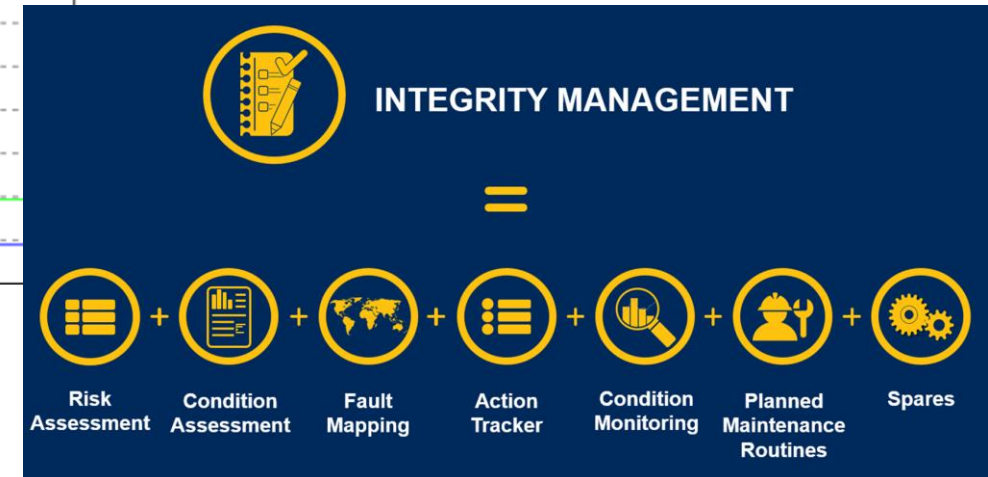 INTEGRITY MANAGEMENT
=
+ + + + + +
Risk
Assessment
Condition
Assessment
Fault
Mapping
Action
Tracker
Condition
Monitoring
Planned
Maintenance
Routines
Spares